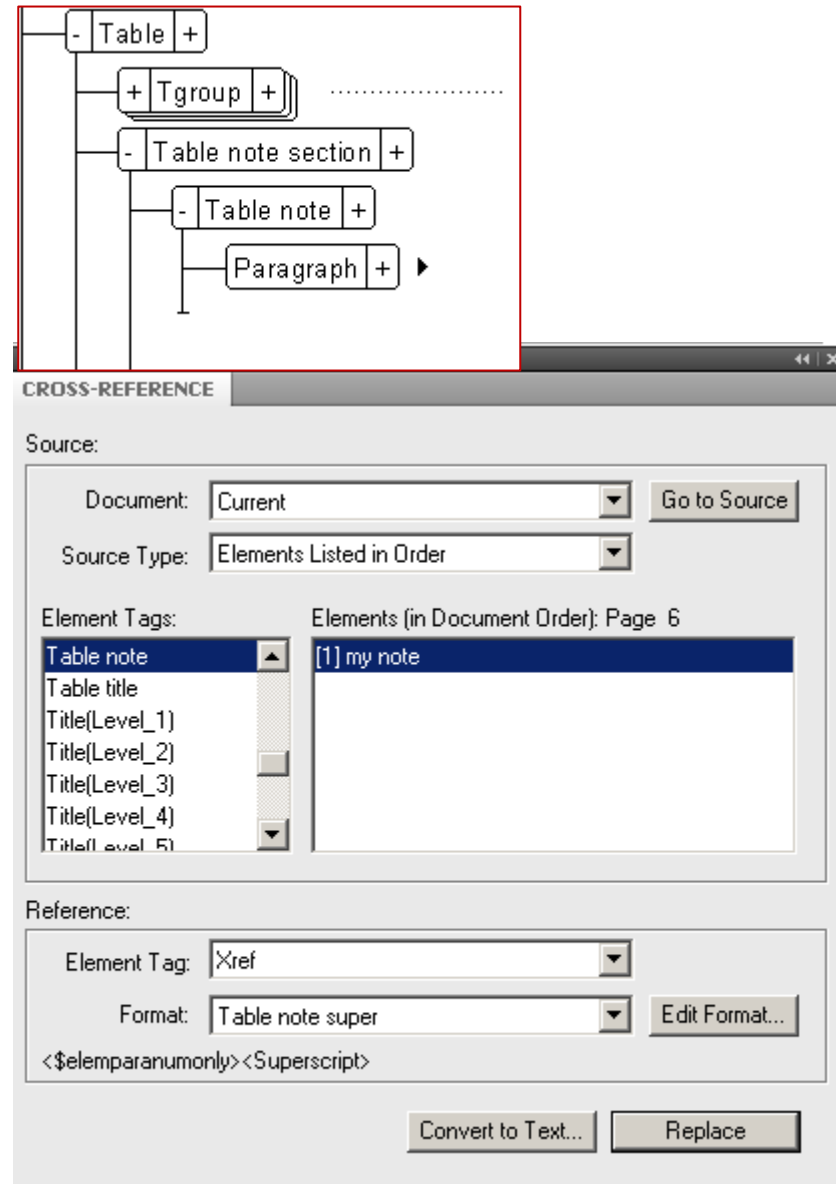 - Table +
+ Tgroup +
- Table note section +
- Table note +
Paragraph +
CROSS-REFERENCE
Source:
Document: Current Go to Source
Source Type: Elements Listed in Order
Element Tags: Elements (in Document Order): Page 6
Table note [1] my note
Table title
Title(Level_1)
Title(Level_2)
Title(Level_3)
Title(Level_4)
Title(Level_5)
Reference:
Element Tag: Xref
Format: Table note super Edit Format...
<$elemparanumonly><Superscript>
Convert to Text... Replace